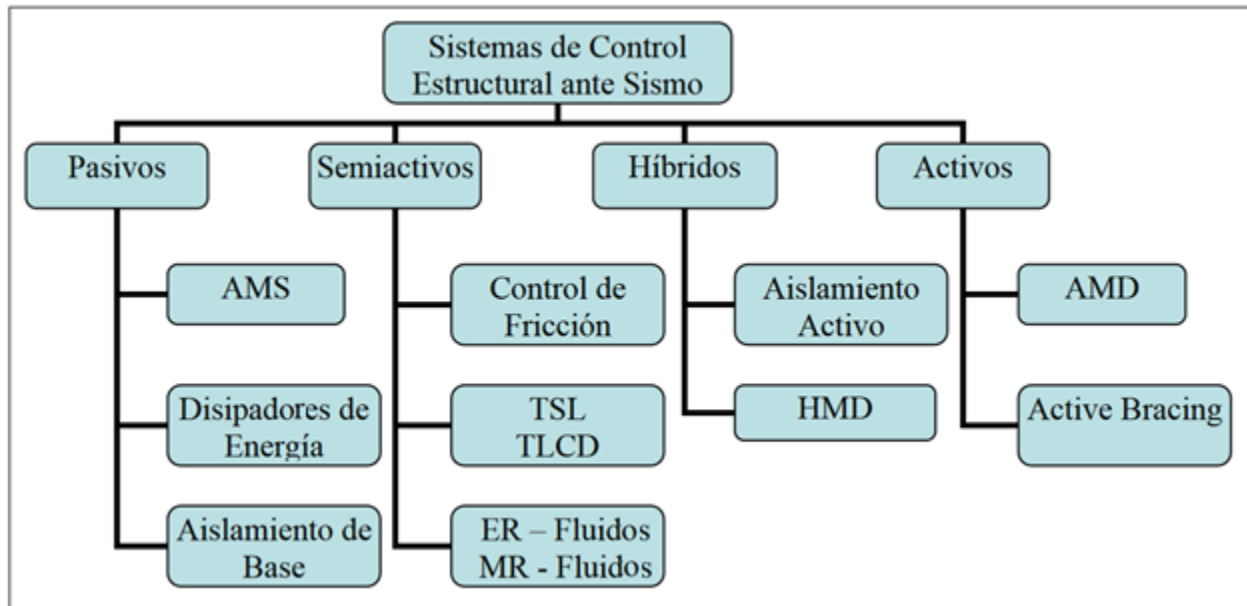 Sistemas de Control
Estructural ante Sismo
Pasivos
Semiactivos
Híbridos
Activos
AMS
Control de
Fricción
Aislamiento
Activo
AMD
Disipadores de
Energía
TSL
TLCD
HMD
Active Bracing
Aislamiento de
Base
ER – Fluidos
MR - Fluidos